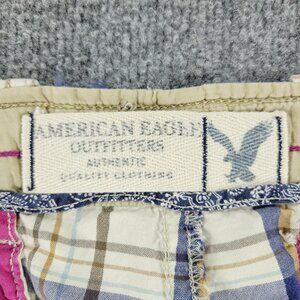 AMERICAN EAGLE
OUTFITTERS
AUTHENTIC
QUALITY CLOTHING